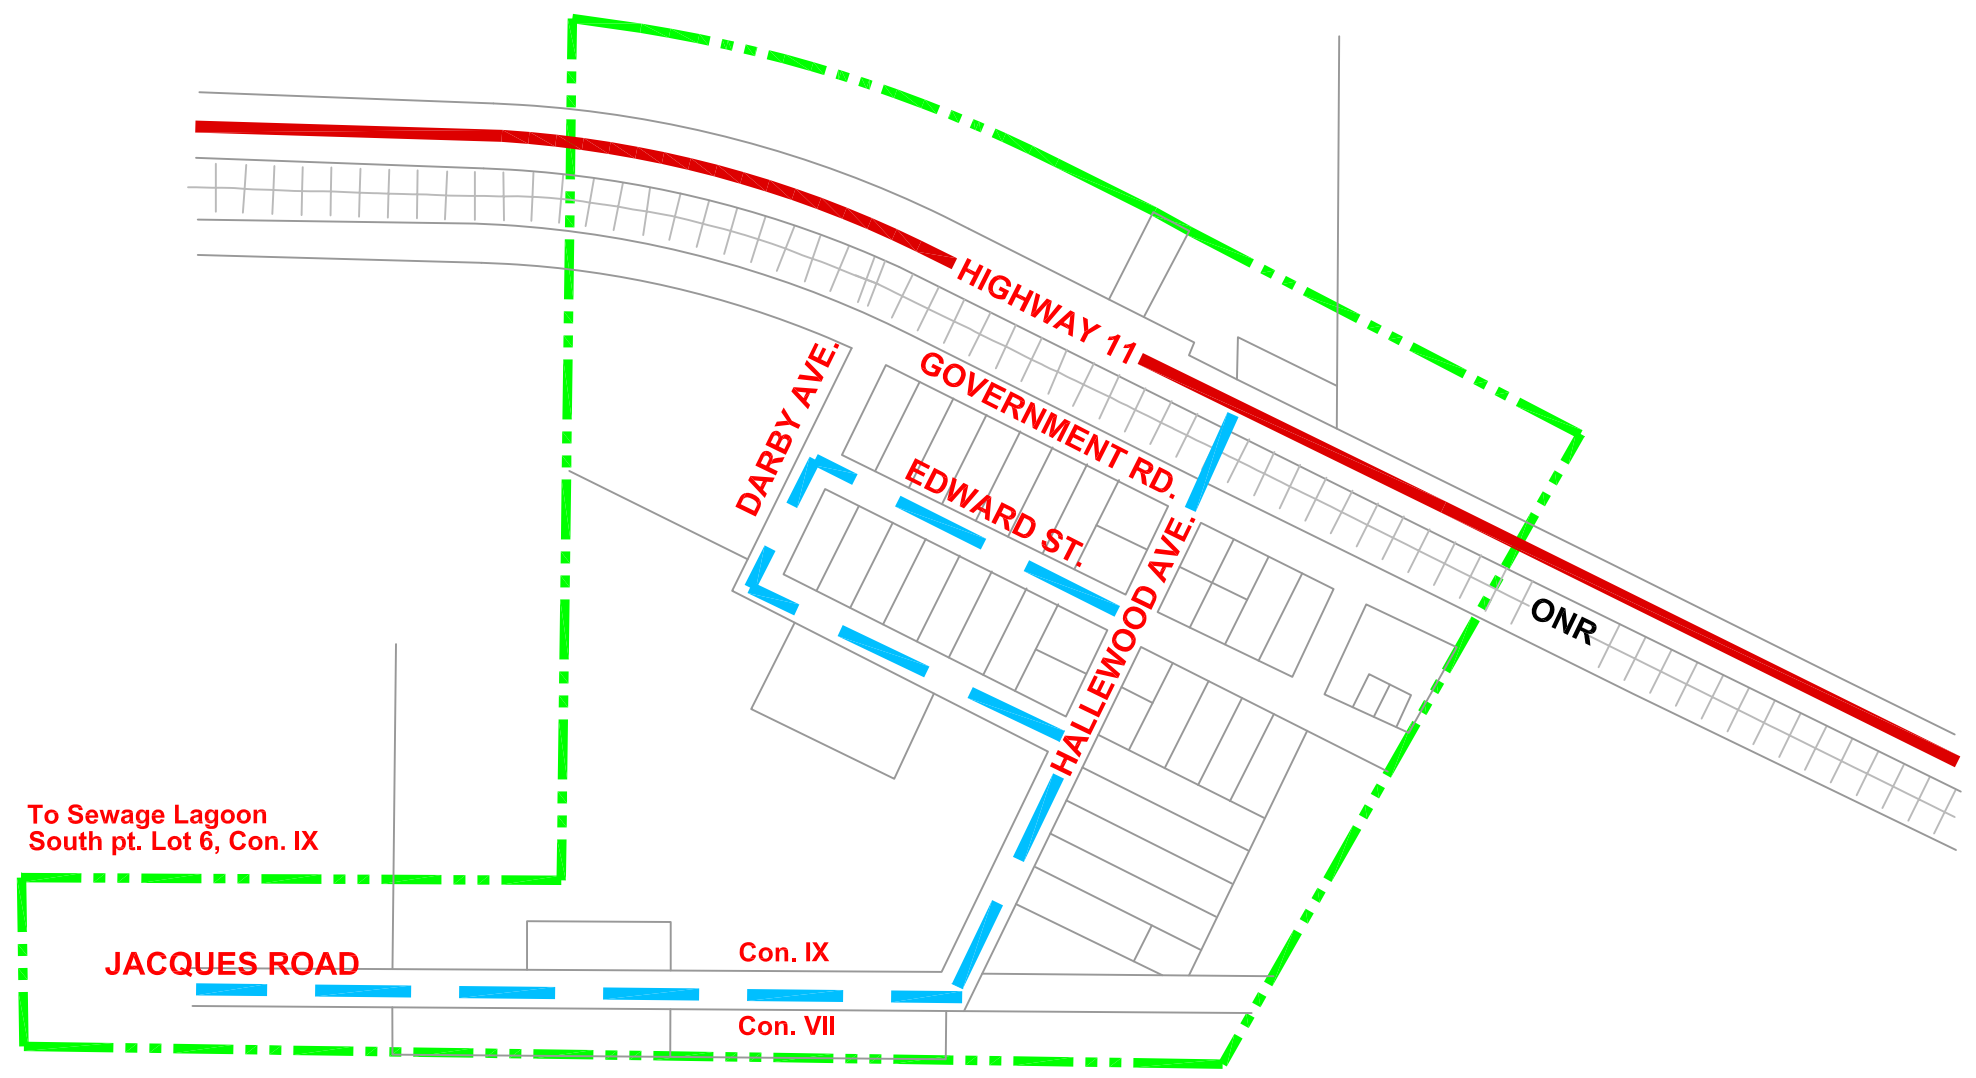 HIGHWAY 11
GOVERNMENT RD.
DARBY AVE.
EDWARD ST.
HALLEWOOD AVE.
ONR
To Sewage Lagoon
South pt. Lot 6, Con. IX
JACQUES ROAD
Con. IX
Con. VII